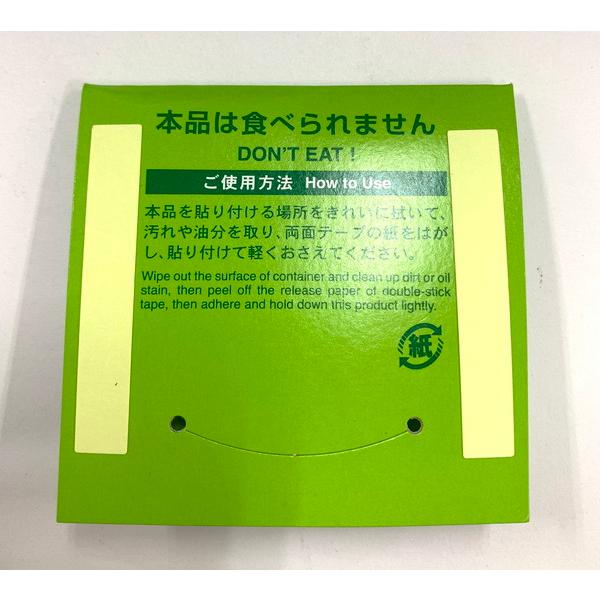 本品は食べられません
DON'T EAT !
ご使用方法 How to Use
本品を貼り付ける場所をきれいに拭いて、
汚れや油分を取り、両面テープの紙をはが
し、貼り付けて軽くおさえてください。
Wipe out the surface of container and clean up dirt or oil
stain, then peel off the release paper of double-stick
tape, then adhere and hold down this product lightly.
紙